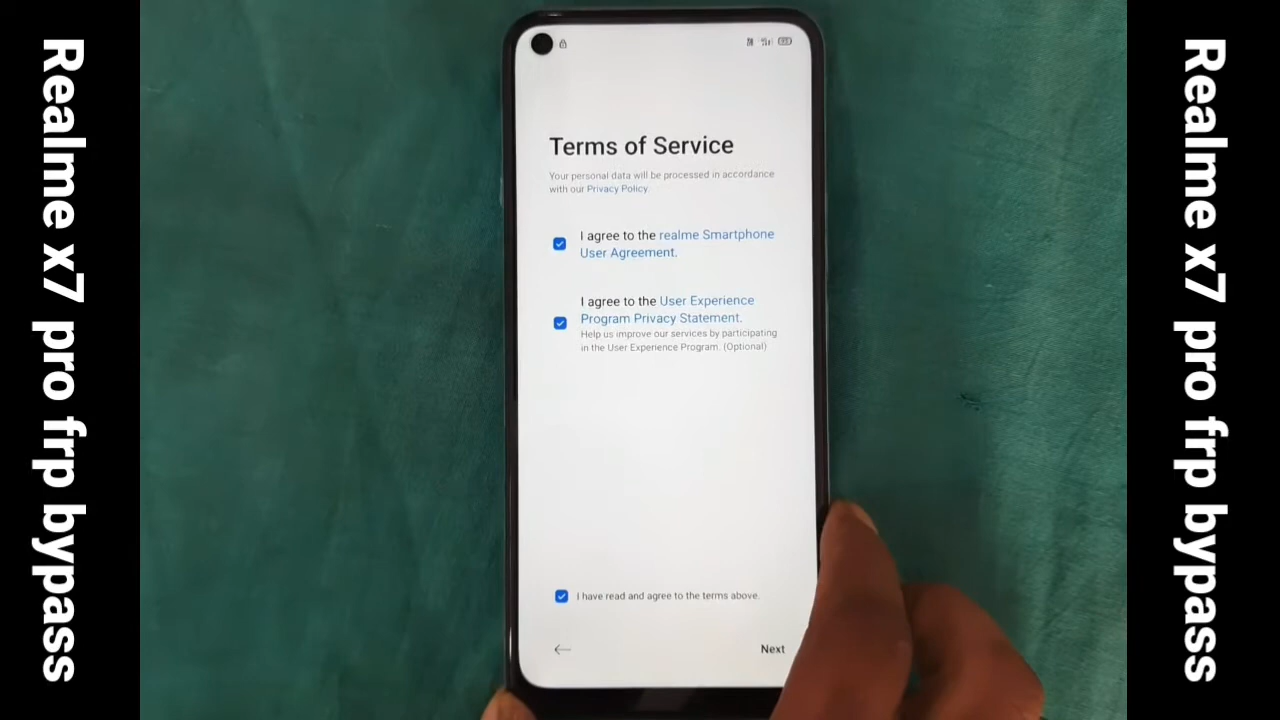 Realme x7 pro frp bypass
Terms of Service
Your personal data will be processed in accordance
with our Privacy Policy.
I agree to the realme Smartphone
User Agreement.
I agree to the User Experience
Program Privacy Statement.
Help us improve our services by participating
in the User Experience Program. (Optional)
I have read and agree to the terms above.
Next
Realme x7 pro frp bypass